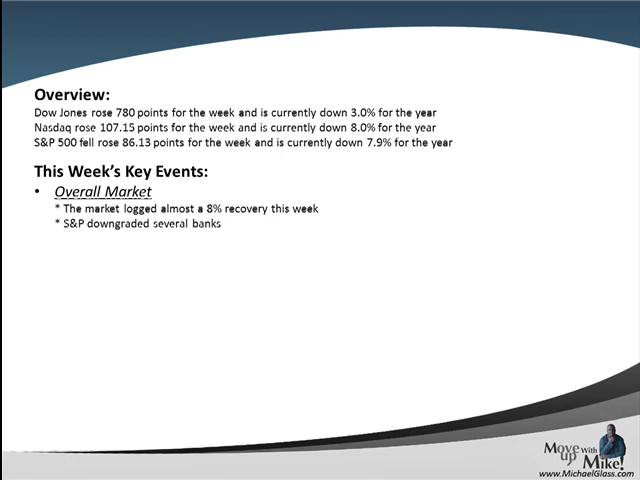 Overview:
Dow Jones rose 780 points for the week and is currently down 3.0% for the year
Nasdaq rose 107.15 points for the week and is currently down 8.0% for the year
S&P 500 fell rose 86.13 points for the week and is currently down 7.9% for the year
This Week's Key Events:
• Overall Market
* The market logged almost a 8% recovery this week
* S&P downgraded several banks
Move up With Mike!
www.MichaelGlass.com